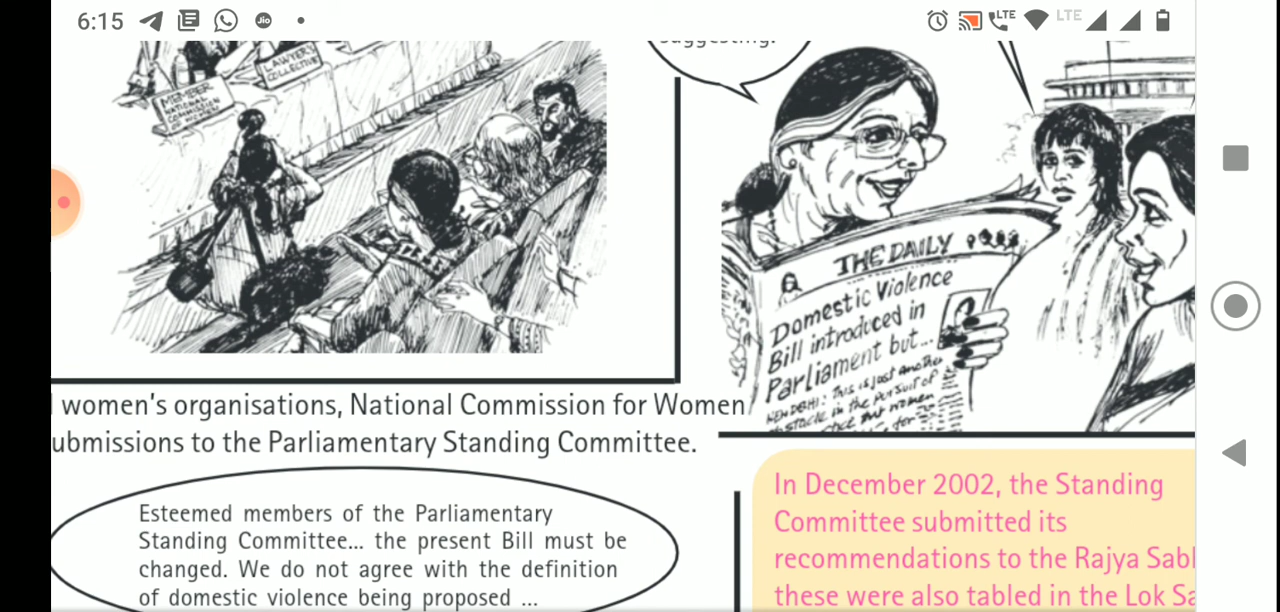 6:15
Jio
LTE
LTE
LAWYERS
COLLECTIVE
MEMBER
NATIONAL
COMMISSION
OF WOMEN
suggesting.
THE DAILY
Domestic Violence
Bill introduced in
Parliament but...
NEW DELHI: This is just another
obstacle in the pursuit of
women
for
l women's organisations, National Commission for Women
ubmissions to the Parliamentary Standing Committee.
Esteemed members of the Parliamentary
Standing Committee... the present Bill must be
changed. We do not agree with the definition
of domestic violence being proposed ...
In December 2002, the Standing
Committee submitted its
recommendations to the Rajya Sab
these were also tabled in the Lok Sa